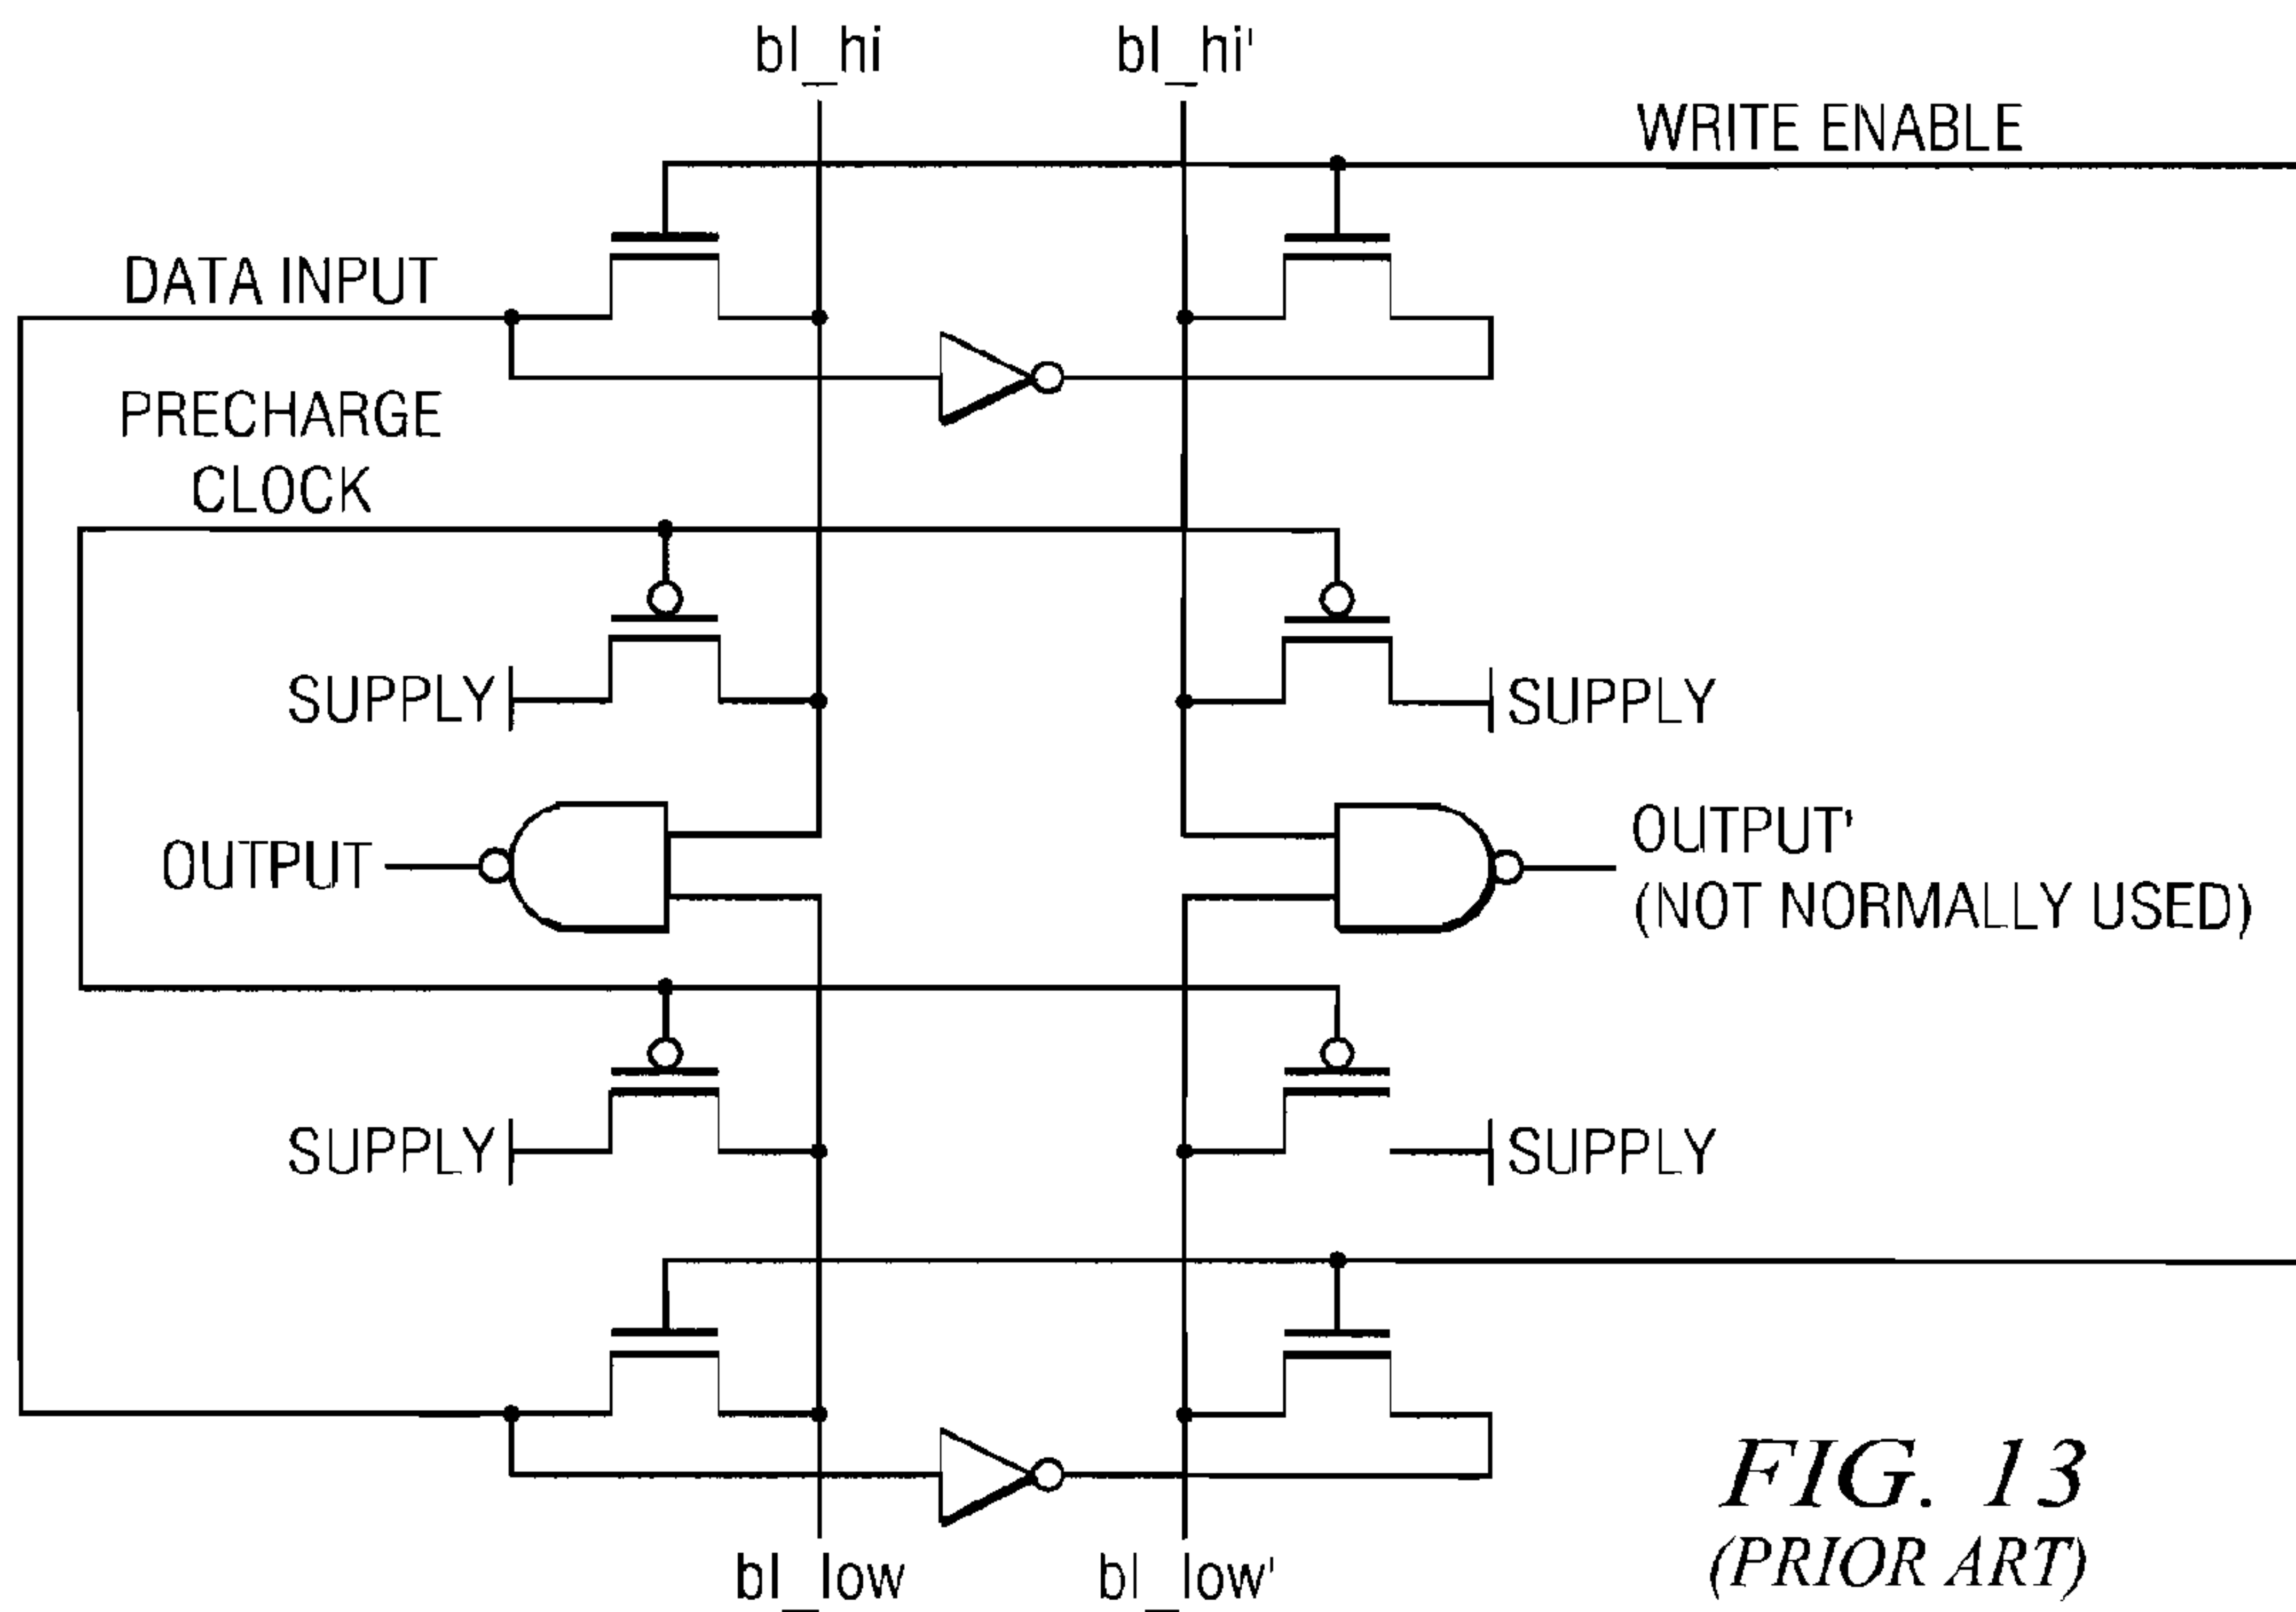 bl_hi
bl_hi'
WRITE ENABLE
DATA INPUT
PRECHARGE
CLOCK
SUPPLY
SUPPLY
OUTPUT
OUTPUT'
(NOT NORMALLY USED)
SUPPLY
SUPPLY
FIG. 13
(PRIOR ART)
bl_low
bl_low'